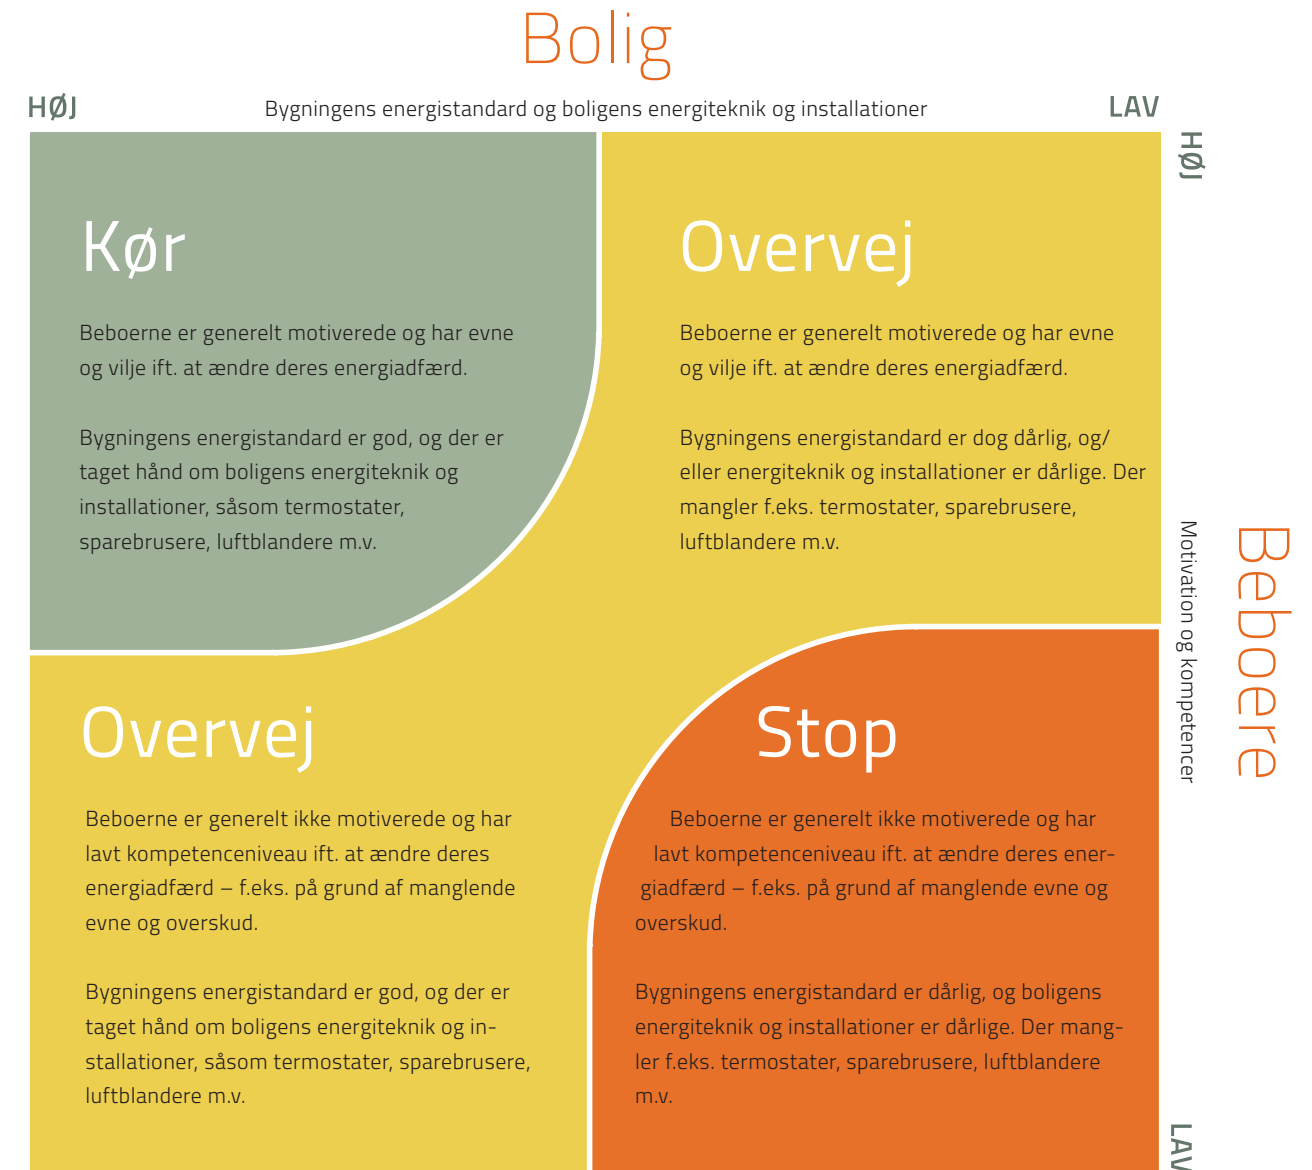 Bolig
HØJ
Bygningens energistandard og boligens energiteknik og installationer
LAV
HØJ
Kør
Beboerne er generelt motiverede og har evne
og vilje ift. at ændre deres energiadfærd.
Bygningens energistandard er god, og der er
taget hånd om boligens energiteknik og
installationer, såsom termostater,
sparebrusere, luftblandere m.v.
Overvej
Beboerne er generelt motiverede og har evne
og vilje ift. at ændre deres energiadfærd.
Bygningens energistandard er dog dårlig, og/
eller energiteknik og installationer er dårlige. Der
mangler f.eks. termostater, sparebrusere,
luftblandere m.v.
Motivation og kompetencer
Beboere
Overvej
Beboerne er generelt ikke motiverede og har
lavt kompetenceniveau ift. at ændre deres
energiadfærd – f.eks. på grund af manglende
evne og overskud.
Bygningens energistandard er god, og der er
taget hånd om boligens energiteknik og in-
stallationer, såsom termostater, sparebrusere,
luftblandere m.v.
Stop
Beboerne er generelt ikke motiverede og har
lavt kompetenceniveau ift. at ændre deres ener-
giadfærd – f.eks. på grund af manglende evne og
overskud.
Bygningens energistandard er dårlig, og boligens
energiteknik og installationer er dårlige. Der mang-
ler f.eks. termostater, sparebrusere, luftblandere
m.v.
LAV